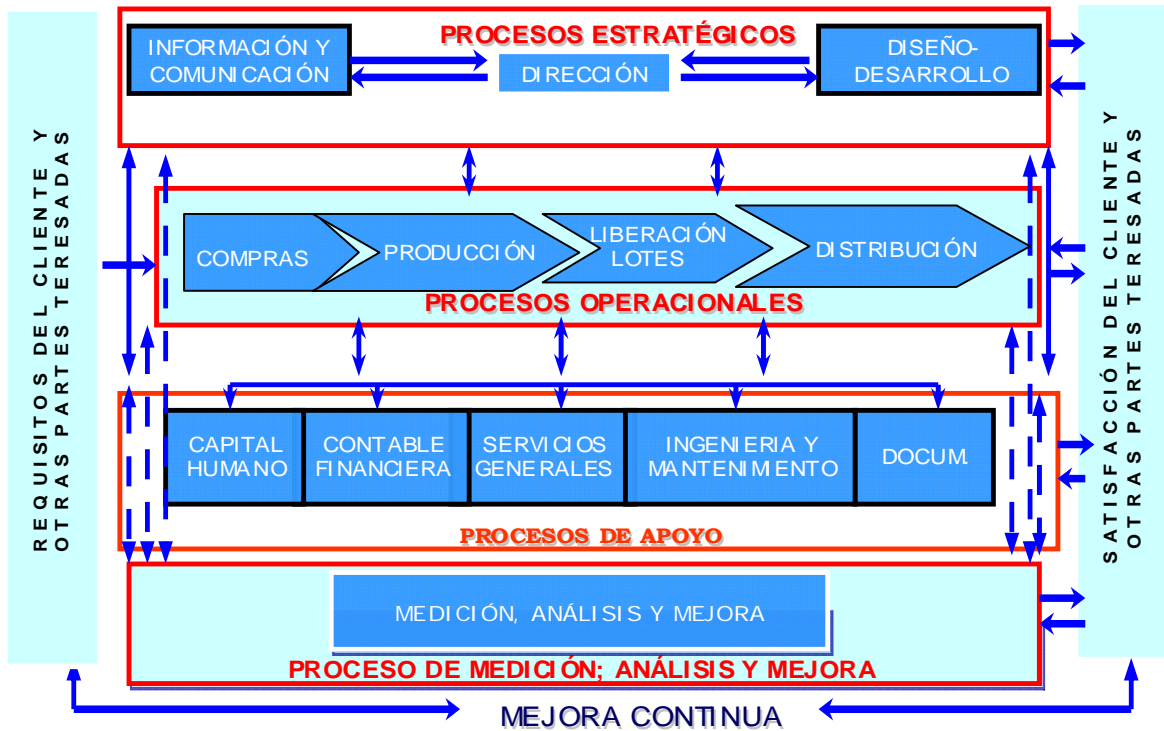 PROCESOS ESTRATÉGICOS
INFORMACIÓN Y
COMUNICACIÓN
DIRECCIÓN
DISEÑO-
DESARROLLO
REQUISITOS DEL CLIENTE Y
OTRAS PARTES TERESADAS
COMPRAS
PRODUCCIÓN
LIBERACIÓN
LOTES
DISTRIBUCIÓN
PROCESOS OPERACIONALES
CAPITAL
HUMANO
CONTABLE
FINANCIERA
SERVICIOS
GENERALES
INGENIERIA Y
MANTENIMIENTO
DOCUM.
PROCESOS DE APOYO
MEDICIÓN, ANÁLISIS Y MEJORA
PROCESO DE MEDICIÓN; ANÁLISIS Y MEJORA
SATISFACCIÓN DEL CLIENTE Y
OTRAS PARTES TERESADAS
MEJORA CONTINUA